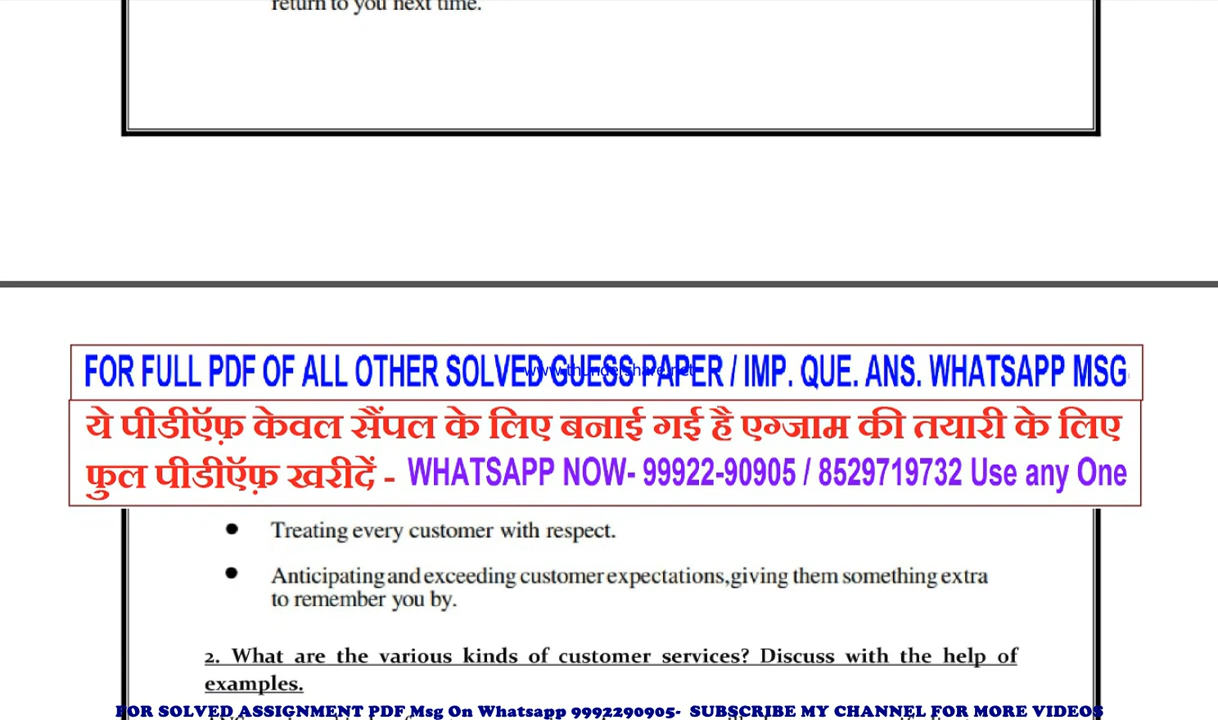 return to you next time.
FOR FULL PDF OF ALL OTHER SOLVED GUESS PAPER / IMP. QUE. ANS. WHATSAPP MSG
www.thundershare.net
ये पीडीऍफ़ केवल सैंपल के लिए बनाई गई है एग्जाम की तयारी के लिए
फुल पीडीऍफ़ खरीदें - WHATSAPP NOW- 99922-90905 / 8529719732 Use any One
● Treating every customer with respect.
● Anticipating and exceeding customer expectations, giving them something extra
to remember you by.
2. What are the various kinds of customer services? Discuss with the help of
examples.
FOR SOLVED ASSIGNMENT PDF Msg On Whatsapp 9992290905- SUBSCRIBE MY CHANNEL FOR MORE VIDEOS